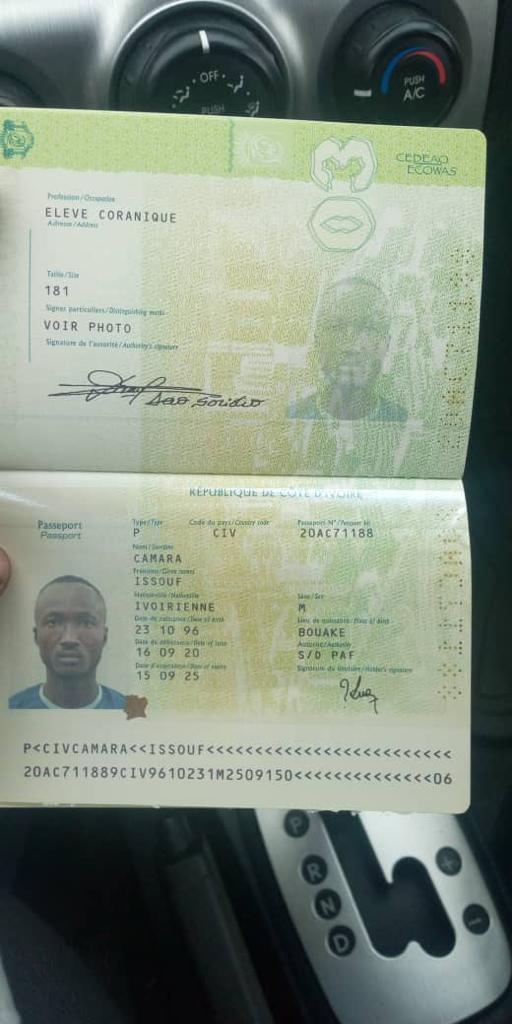 OFF
PUSH
PUSH
A/C
CEDEAO
ECOWAS
Profession/Occupation
ELEVE CORANIQUE
Adresse/Address
Taille/Size
181
Signes particuliers/Distinguishing marks
VOIR PHOTO
Signature de l'autorité/Authority's signature
RÉPUBLIQUE DE CÔTE D'IVOIRE
Passeport
Passport
Type/Type
Code du pays/Country code
Passeport N°/Passport N°
P
CIV
20AC71188
Nom/Surname
CAMARA
Prénoms/Given names
ISSOUF
Nationalité/Nationality
Sexe/Sex
IVOIRIENNE
M
Date de naissance/Date of birth
Lieu de naissance/Place of birth
23 10 96
BOUAKE
Date de délivrance/Date of issue
Autorité/Authority
16 09 20
S/D PAF
Date d'expiration/Date of expiry
Signature du titulaire/Holder's signature
15 09 25
P<CIVCAMARA<<ISSOUF<<<<<<<<<<<<<<<<<<<<<<<<<
20AC711889CIV9610231M2509150<<<<<<<<<<<<<<06
P
R
N
D
+
-